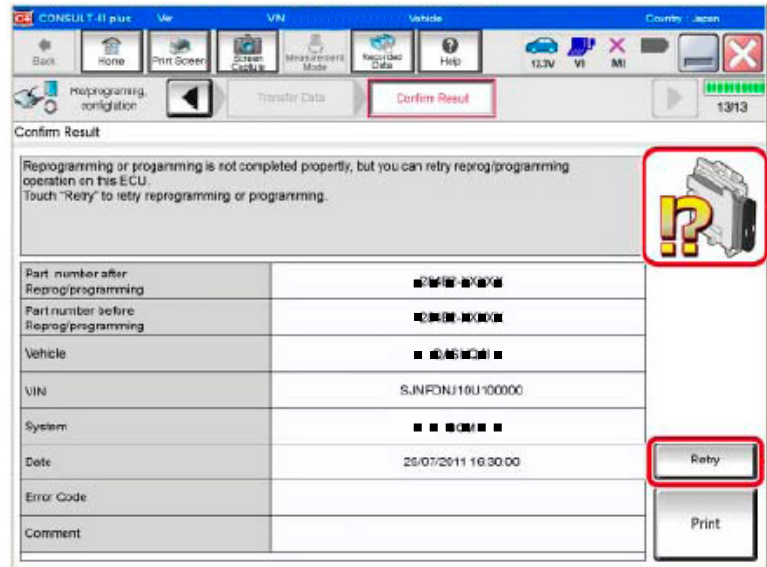 CONSULT-III plus Ver VIN Vehicle Country : Japan
Back Home Print Screen Screen Capture Measurement Mode Recorded Data Help 12.3V VI MI
Reprogramming, Transfer Data Confirm Result 13/13
Confirm Result
Reprogramming or progamming is not completed propertly, but you can retry reprog/programming
operation on this ECU.
Touch "Retry" to retry reprogramming or programming.
!?
Part number after
Reprog/programming
Part number before
Reprog/programming
Vehicle
VIN SJNFDNJ10U100000
System
Date 26/07/2011 16:30:00
Retry
Error Code
Comment
Print